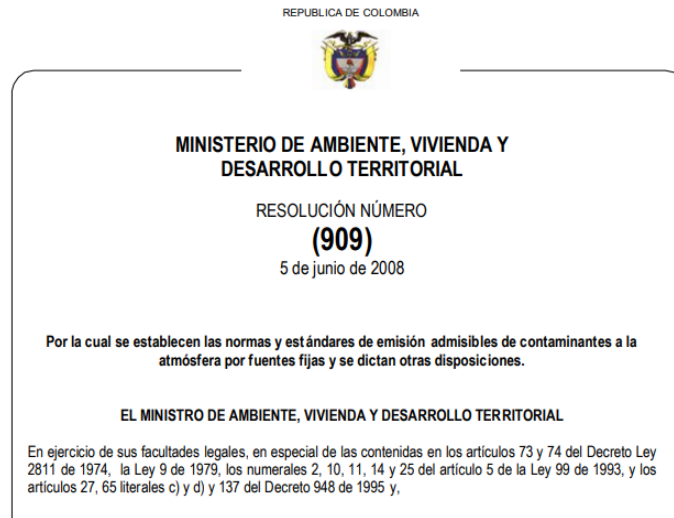 REPUBLICA DE COLOMBIA
MINISTERIO DE AMBIENTE, VIVIENDA Y
DESARROLLO TERRITORIAL
RESOLUCIÓN NÚMERO
(909)
5 de junio de 2008
Por la cual se establecen las normas y estándares de emisión admisibles de contaminantes a la
atmósfera por fuentes fijas y se dictan otras disposiciones.
EL MINISTRO DE AMBIENTE, VIVIENDA Y DESARROLLO TERRITORIAL
En ejercicio de sus facultades legales, en especial de las contenidas en los artículos 73 y 74 del Decreto Ley
2811 de 1974, la Ley 9 de 1979, los numerales 2, 10, 11, 14 y 25 del artículo 5 de la Ley 99 de 1993, y los
artículos 27, 65 literales c) y d) y 137 del Decreto 948 de 1995 y,